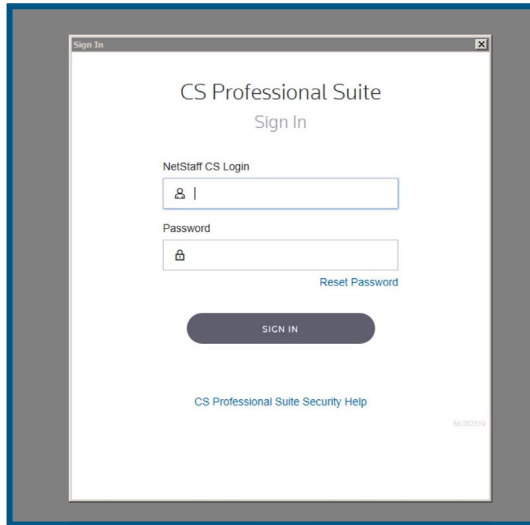 Sign In
CS Professional Suite
Sign In
NetStaff CS Login
Password
Reset Password
SIGN IN
CS Professional Suite Security Help